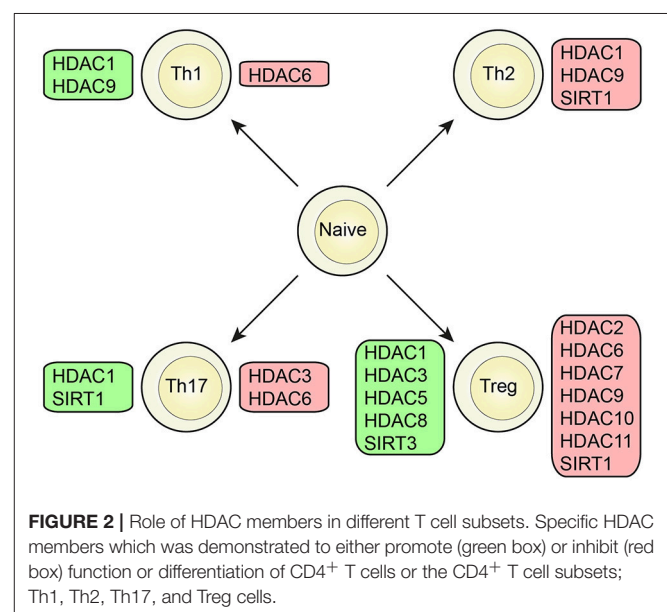 HDAC1
HDAC9
Th1
HDAC6
Th2
HDAC1
HDAC9
SIRT1
Naive
HDAC1
SIRT1
Th17
HDAC3
HDAC6
HDAC1
HDAC3
HDAC5
HDAC8
SIRT3
Treg
HDAC2
HDAC6
HDAC7
HDAC9
HDAC10
HDAC11
SIRT1
FIGURE 2 | Role of HDAC members in different T cell subsets. Specific HDAC
members which was demonstrated to either promote (green box) or inhibit (red
box) function or differentiation of CD4+ T cells or the CD4+ T cell subsets;
Th1, Th2, Th17, and Treg cells.